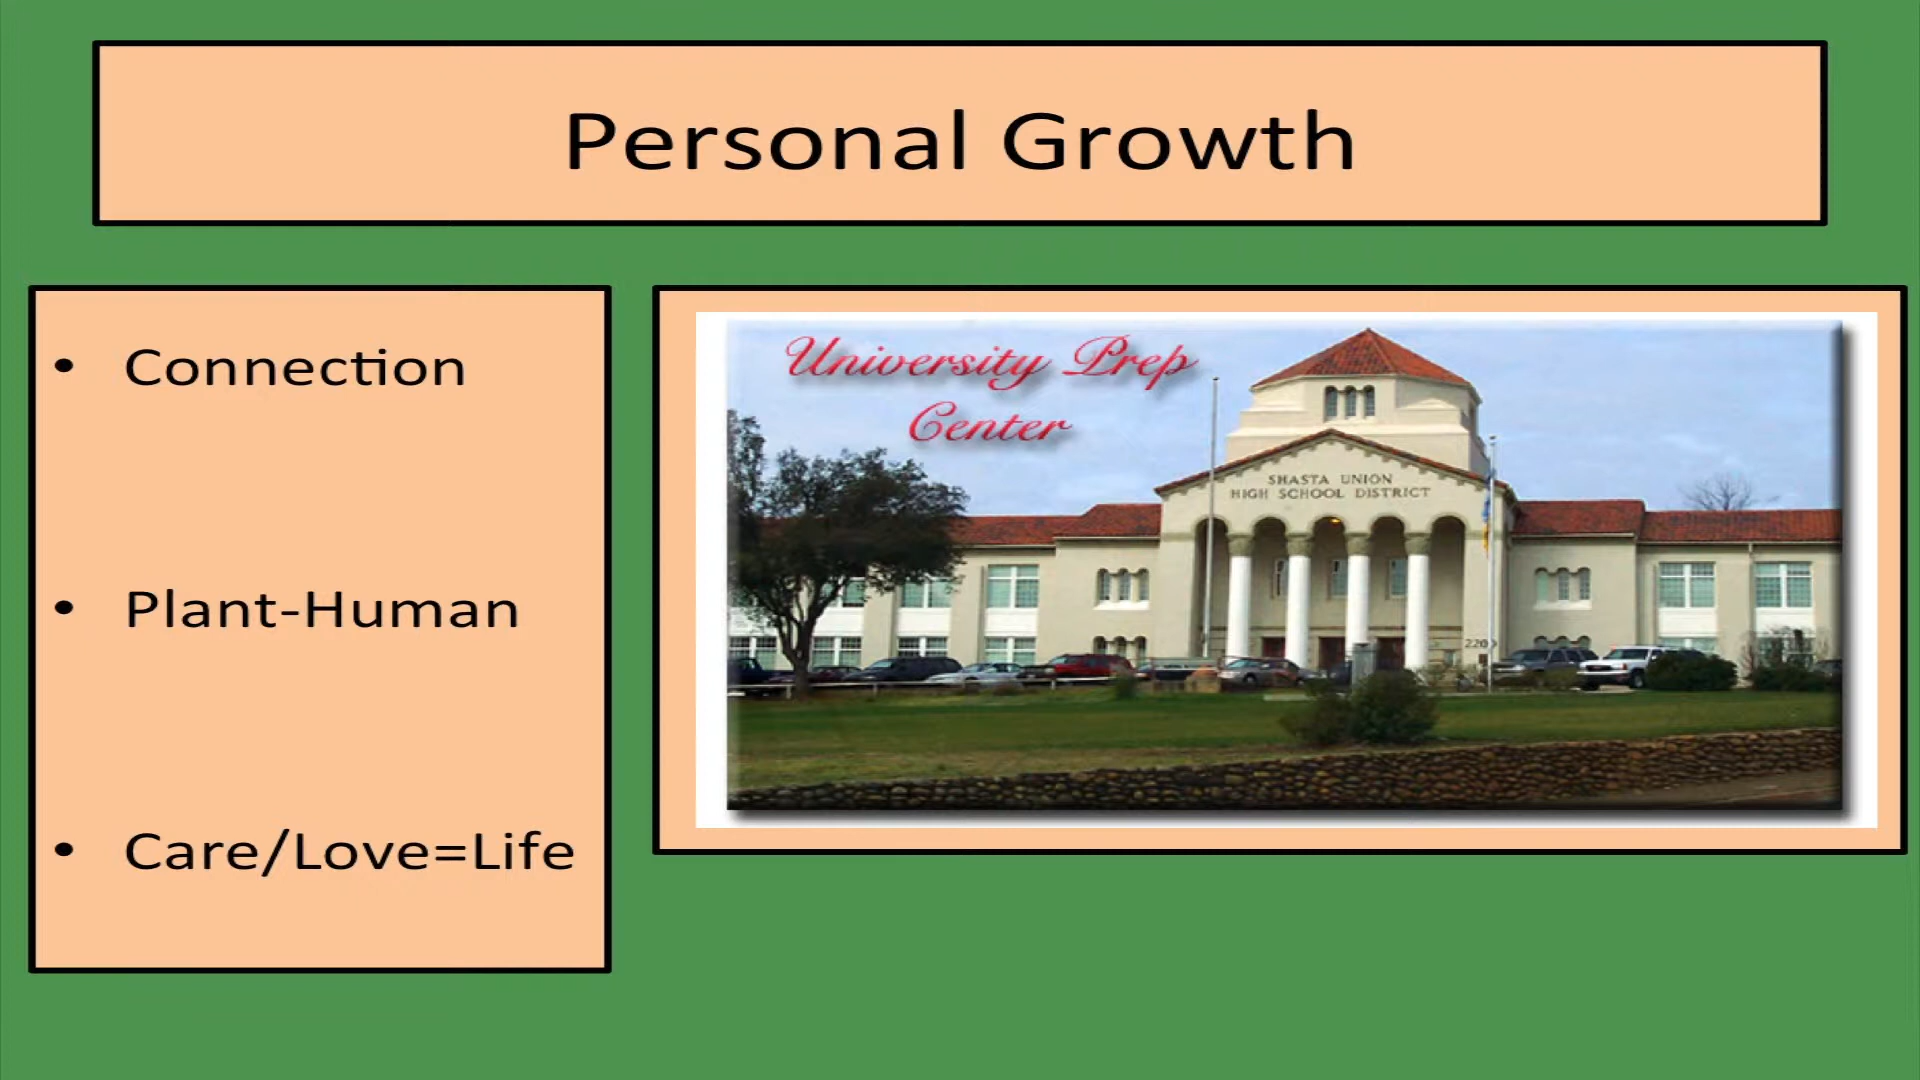 Personal Growth
• Connection
• Plant-Human
• Care/Love=Life
University Prep
Center
SHASTA UNION
HIGH SCHOOL DISTRICT